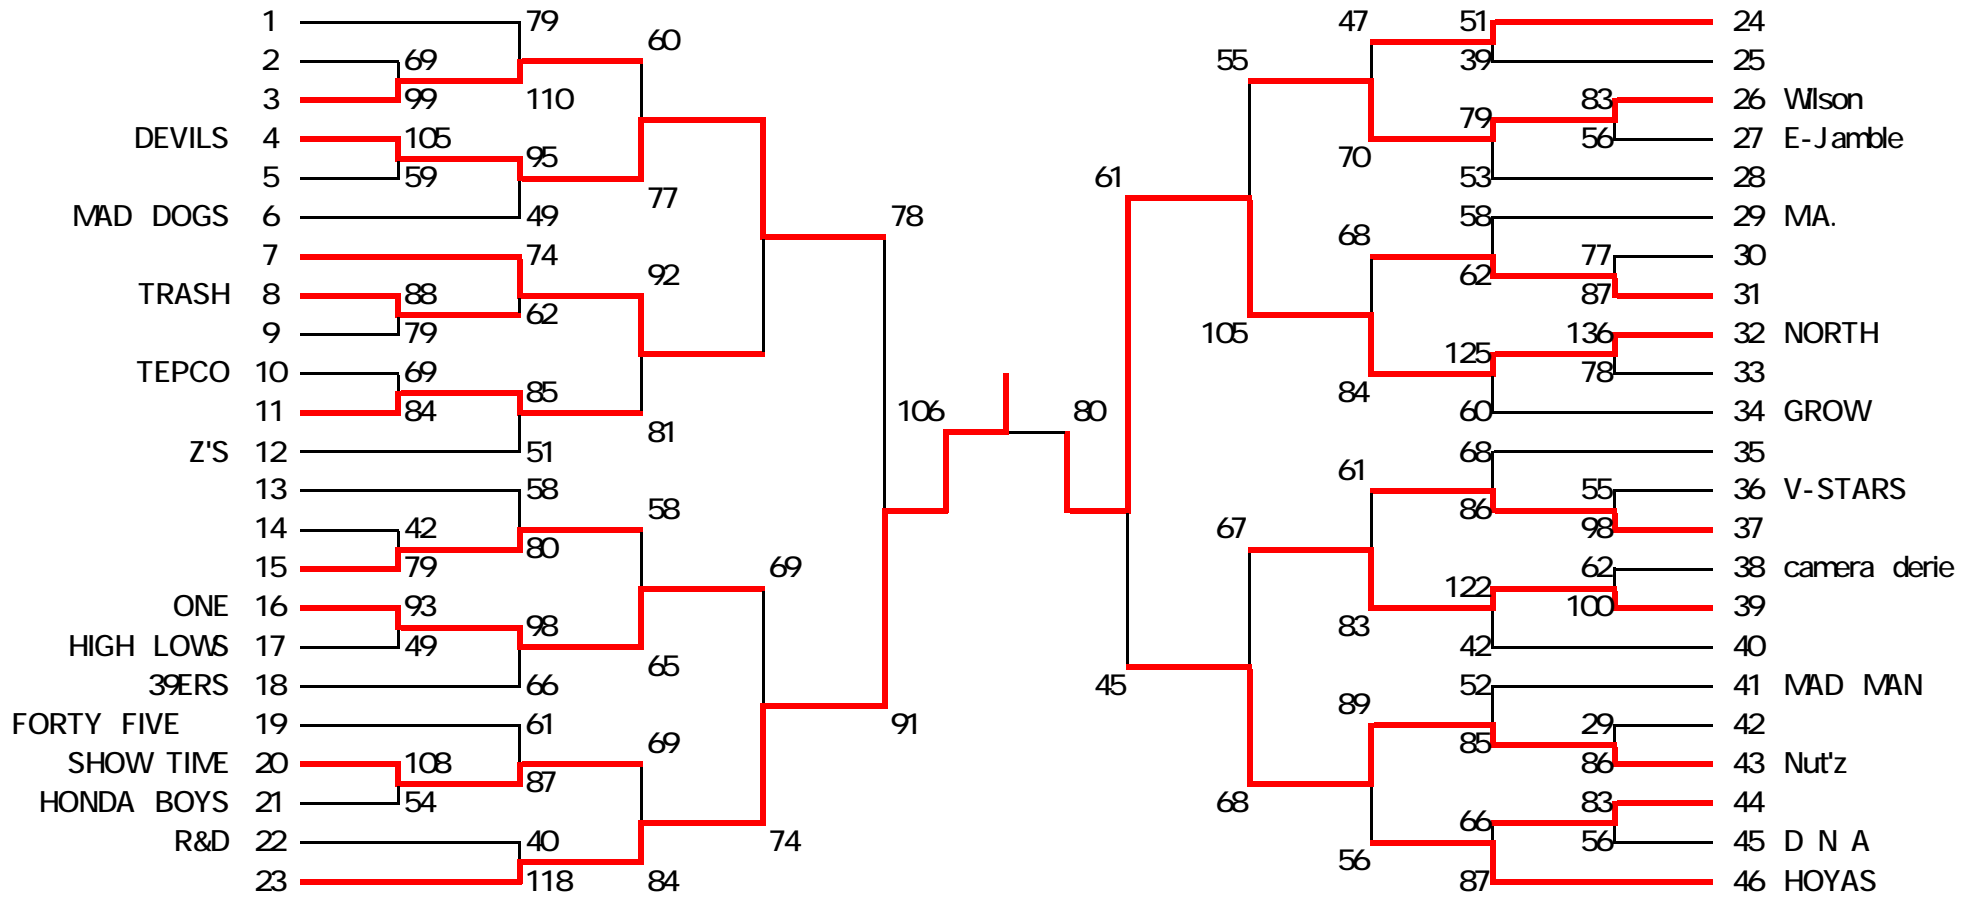 1 79 47 51 24
60
2 69 55 39 25
3 99 110 83 26 Wilson
79
DEVILS 4 105 56 27 E-Jamble
95 70
5 59 53 28
61
77
MAD DOGS 6 49 78 58 29 MA.
68
7 74 77 30
92 62
TRASH 8 88 87 31
62
9 79 105 136 32 NORTH
125
TEPCO 10 69 78 33
85 84
11 84 106 80 60 34 GROW
81
Z'S 12 51 68 35
61
13 58 55 36 V-STARS
58 86
14 42 67 98 37
80
15 79 69 62 38 camera derie
122
ONE 16 93 100 39
98 83
HIGH LOWS 17 49 42 40
65
39ERS 18 66 45 52 41 MAD MAN
89
FORTY FIVE 19 61 91 29 42
69 85
SHOW TIME 20 108 86 43 Nut'z
87
HONDA BOYS 21 54 68 83 44
66
R&D 22 40 74 56 45 D N A
56
23 118 84 87 46 HOYAS